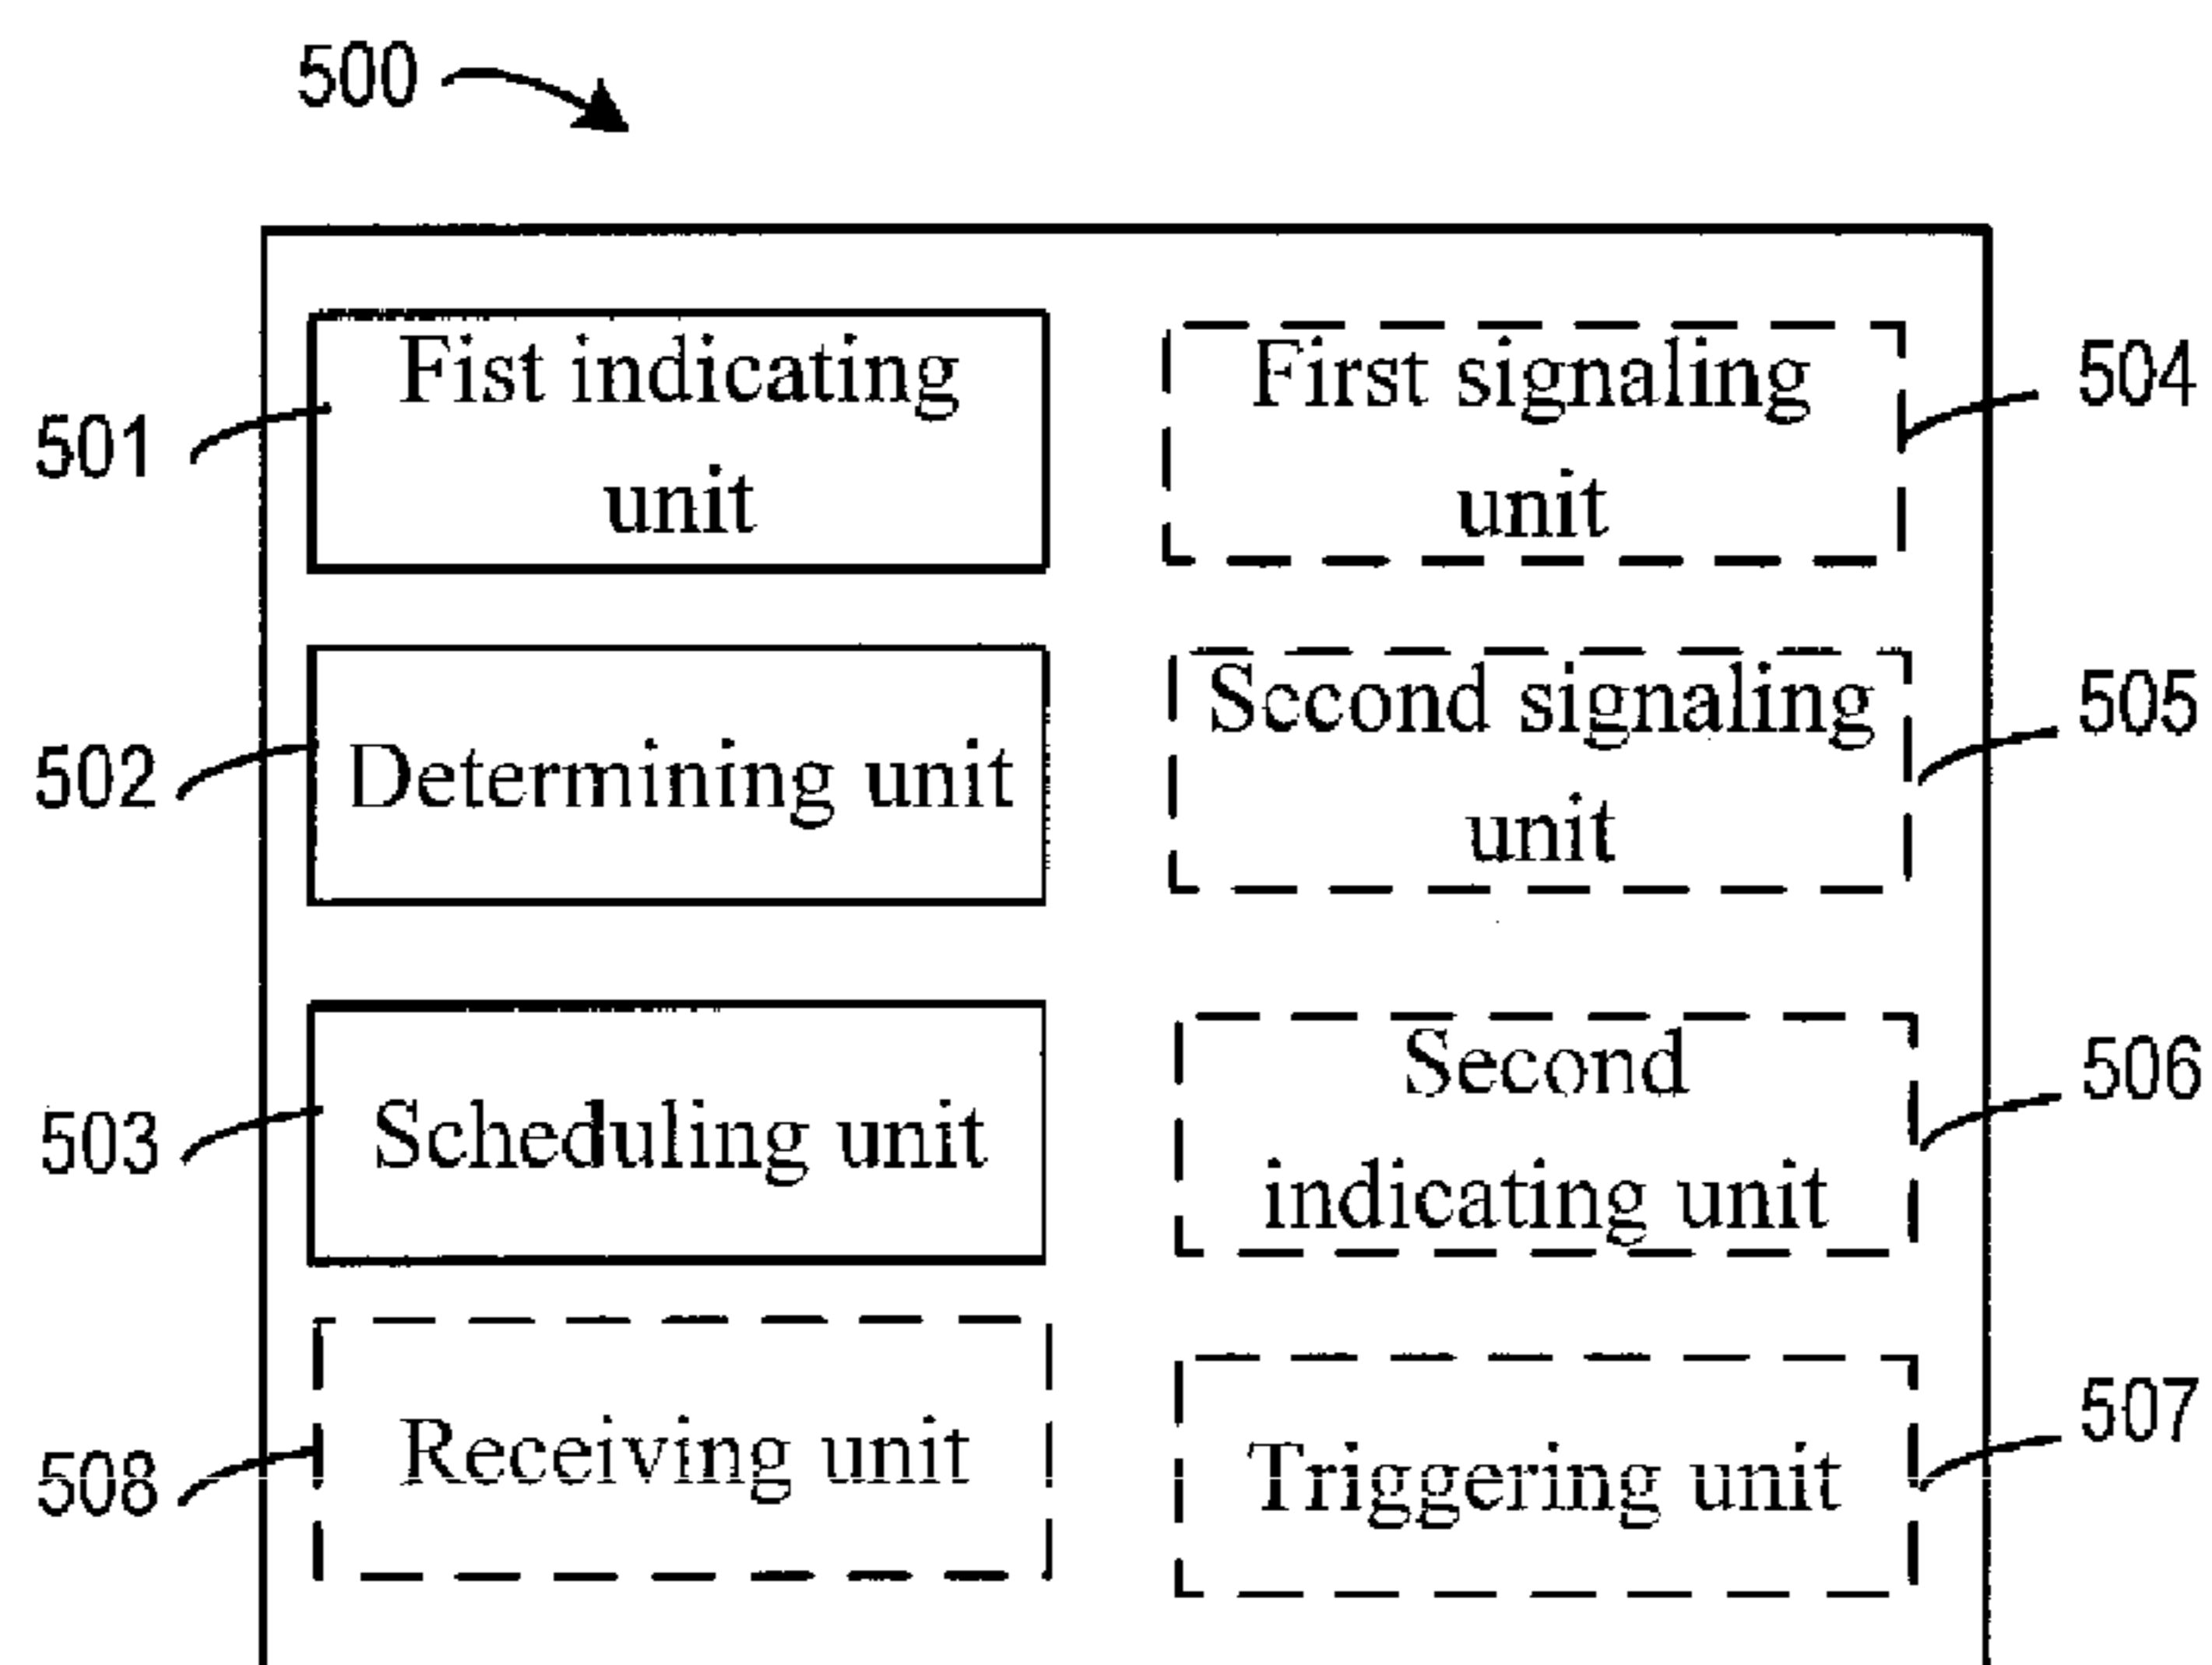 500
501
Fist indicating
unit
First signaling
unit
504
502
Determining unit
Second signaling
unit
505
503
Scheduling unit
Second
indicating unit
506
508
Receiving unit
Triggering unit
507